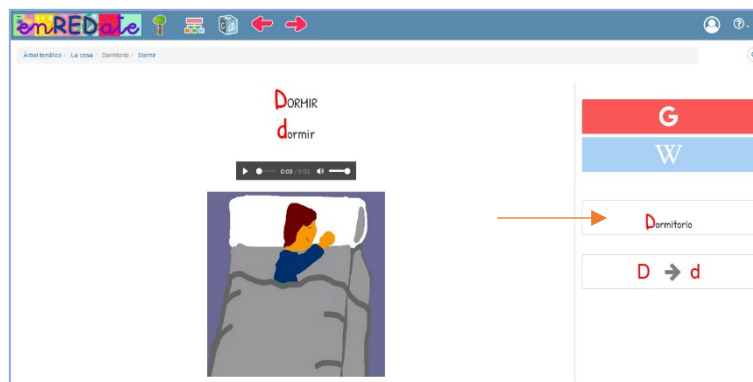 enREDate
Árbol temático / La casa / Dormitorio / Dormir
DORMIR
dormir
0:00 / 0:03
G
W
Dormitorio
D → d